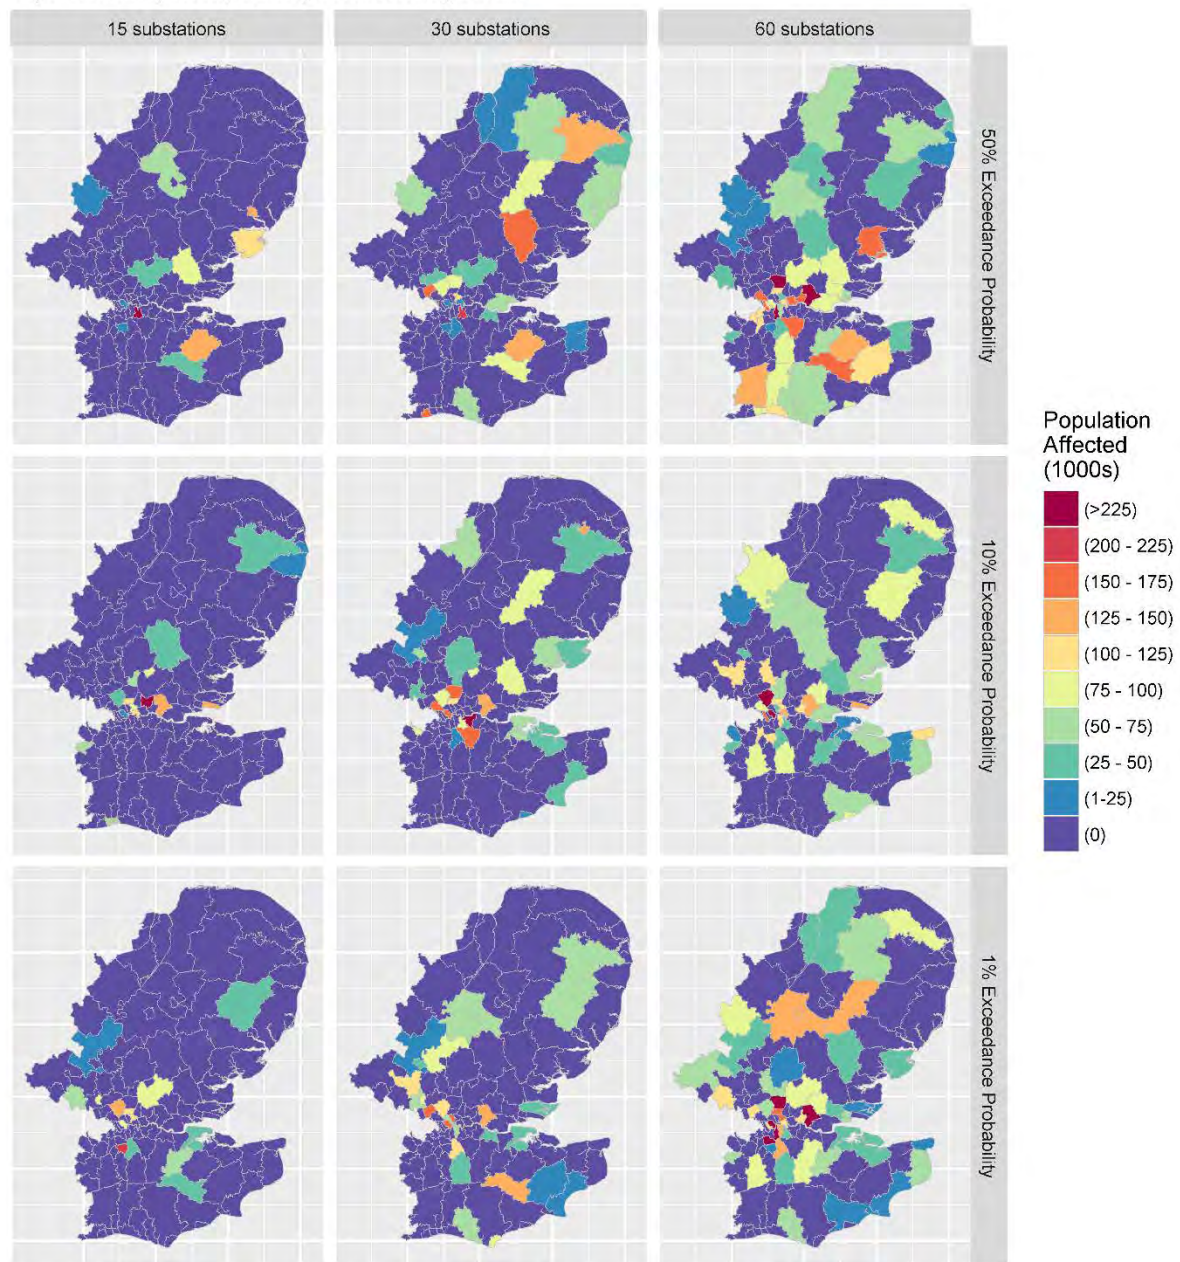 15 substations
30 substations
60 substations
50% Exceedance Probability
10% Exceedance Probability
1% Exceedance Probability
Population
Affected
(1000s)
(>225)
(200 - 225)
(150 - 175)
(125 - 150)
(100 - 125)
(75 - 100)
(50 - 75)
(25 - 50)
(1-25)
(0)